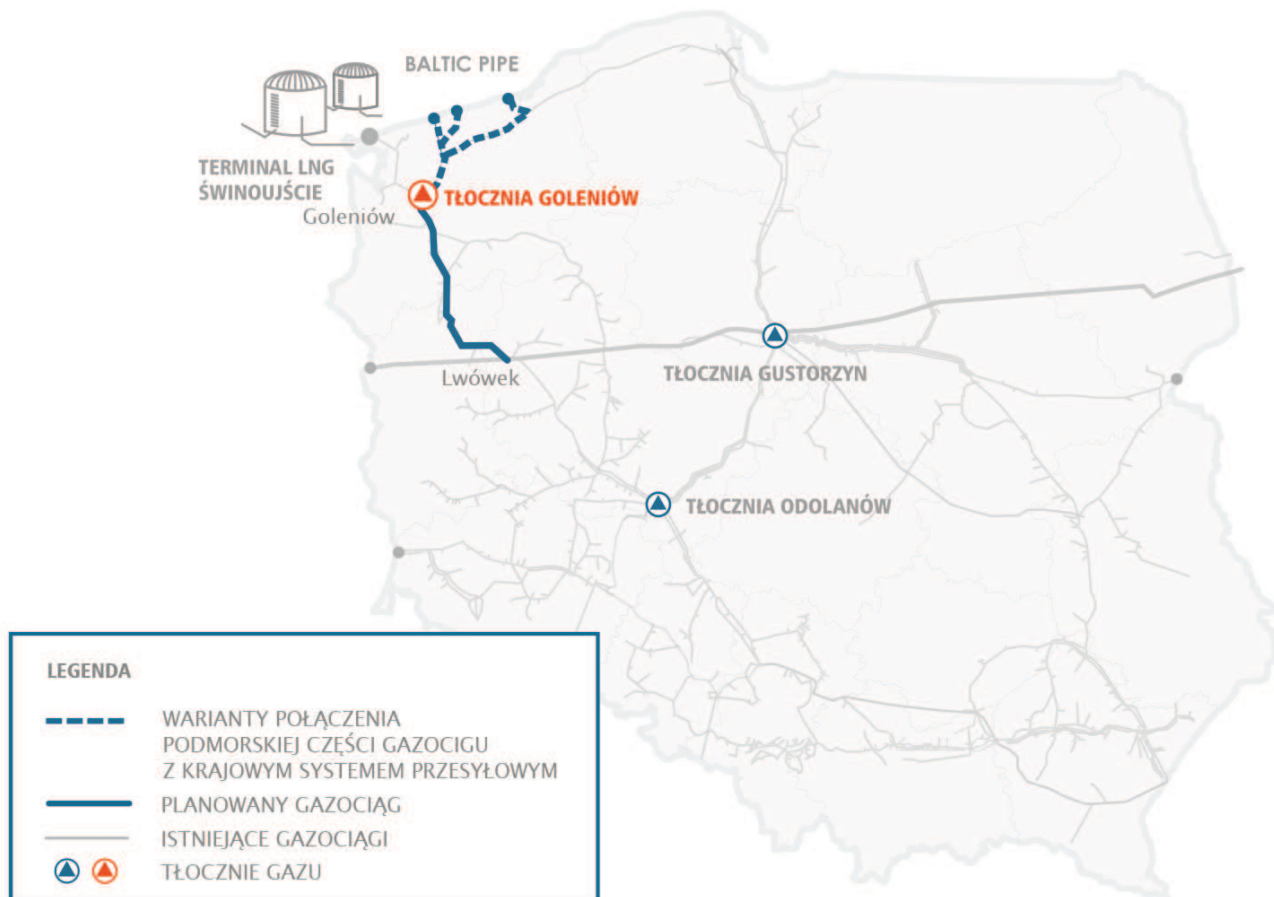 BALTIC PIPE
TERMINAL LNG
ŚWINOUJŚCIE
TŁOCZNIA GOLENIÓW
Goleniów
Lwówek
TŁOCZNIA GUSTORZYN
TŁOCZNIA ODOLANÓW
LEGENDA
WARIANTY POŁĄCZENIA
PODMORSKIEJ CZĘŚCI GAZOCIGU
Z KRAJOWYM SYSTEMEM PRZESYŁOWYM
PLANOWANY GAZOCIĄG
ISTNIEJĄCE GAZOCIĄGI
TŁOCZNIE GAZU